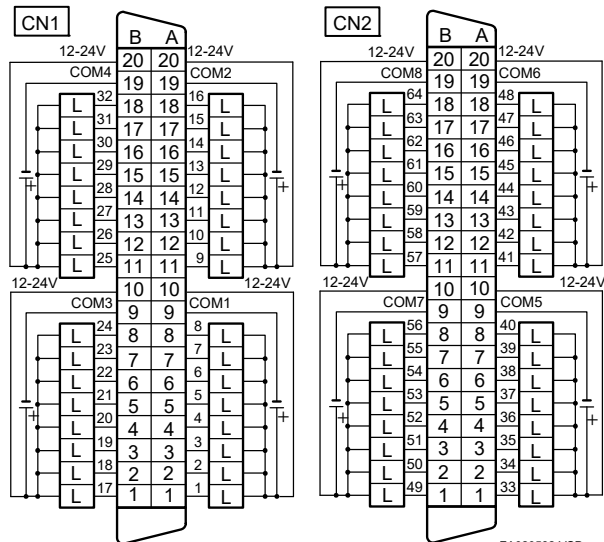 CN1
B A
12-24V 20 20 12-24V
COM4 19 19 COM2
32 L 18 18 L 16
31 L 17 17 L 15
30 L 16 16 L 14
29 L 15 15 L 13
28 L 14 14 L 12
27 L 13 13 L 11
26 L 12 12 L 10
25 L 11 11 L 9
12-24V 10 10 12-24V
COM3 9 9 COM1
24 L 8 8 L 8
23 L 7 7 L 7
22 L 6 6 L 6
21 L 5 5 L 5
20 L 4 4 L 4
19 L 3 3 L 3
18 L 2 2 L 2
17 L 1 1 L 1
+ +
+ +
CN2
B A
12-24V 20 20 12-24V
COM8 19 19 COM6
64 L 18 18 L 48
63 L 17 17 L 47
62 L 16 16 L 46
61 L 15 15 L 45
60 L 14 14 L 44
59 L 13 13 L 43
58 L 12 12 L 42
57 L 11 11 L 41
12-24V 10 10 12-24V
COM7 9 9 COM5
56 L 8 8 L 40
55 L 7 7 L 39
54 L 6 6 L 38
53 L 5 5 L 37
52 L 4 4 L 36
51 L 3 3 L 35
50 L 2 2 L 34
49 L 1 1 L 33
+ +
+ +